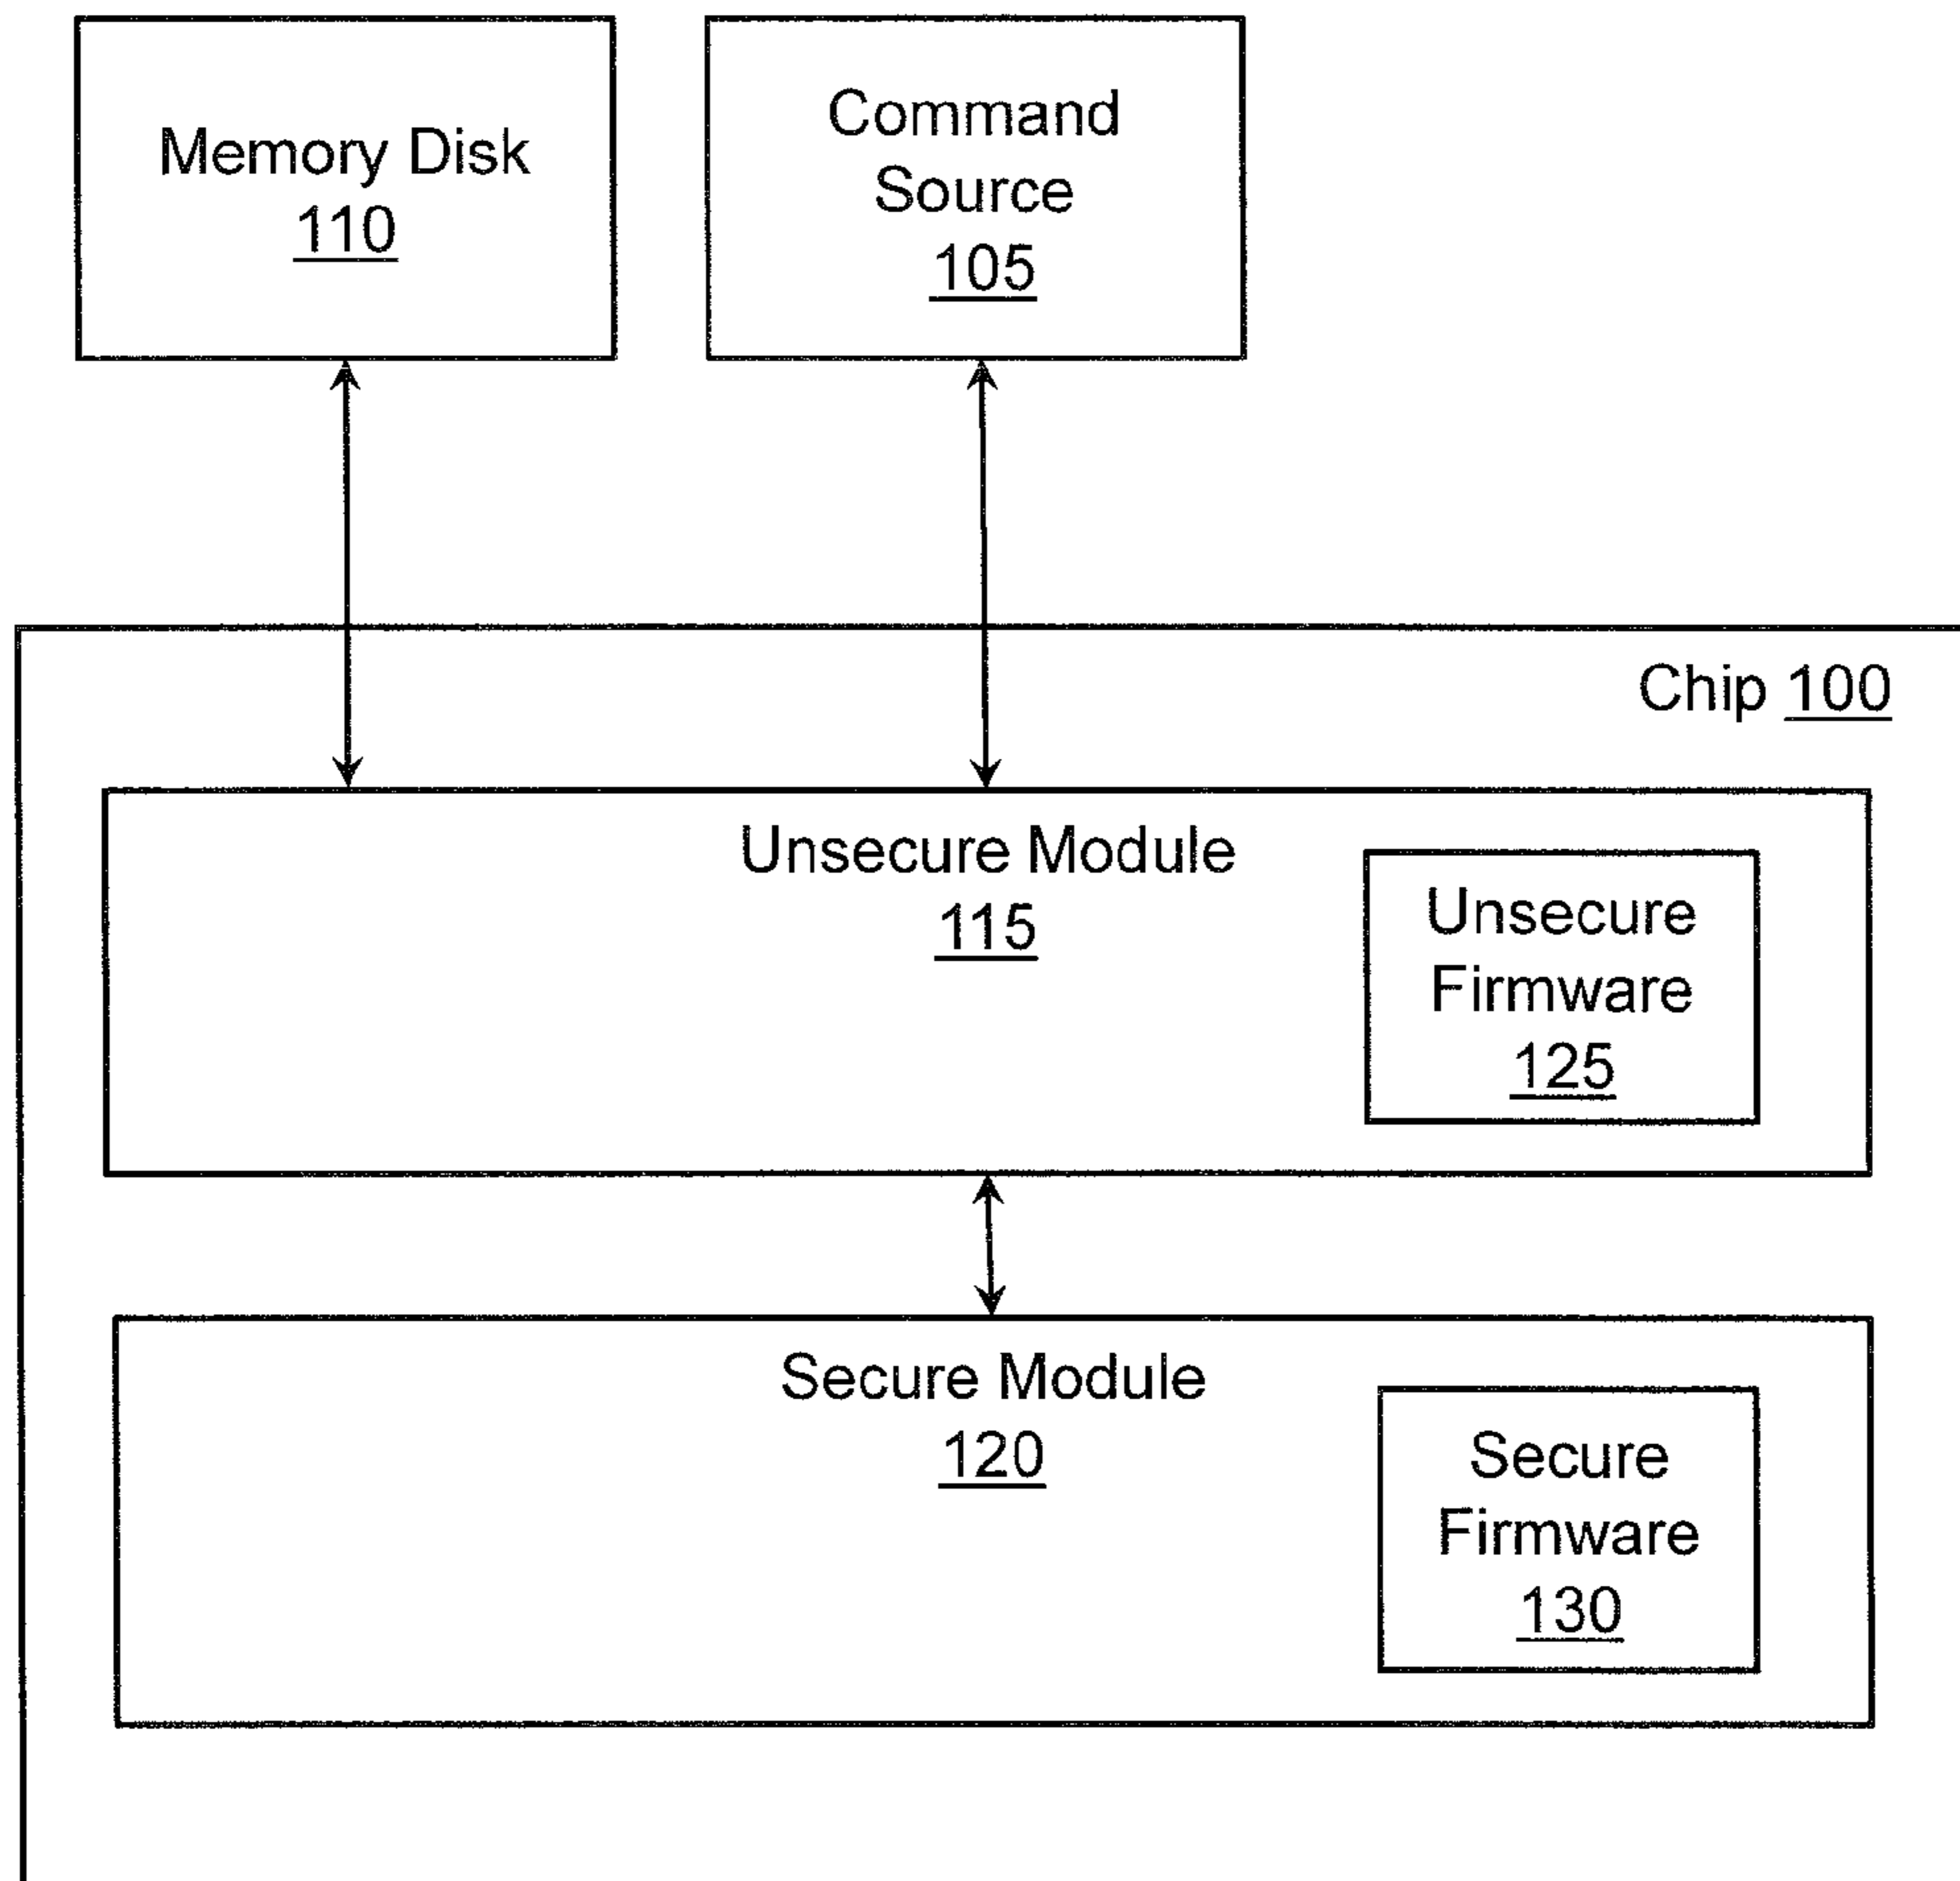 Memory Disk
110
Command
Source
105
Chip 100
Unsecure Module
115
Unsecure
Firmware
125
Secure Module
120
Secure
Firmware
130